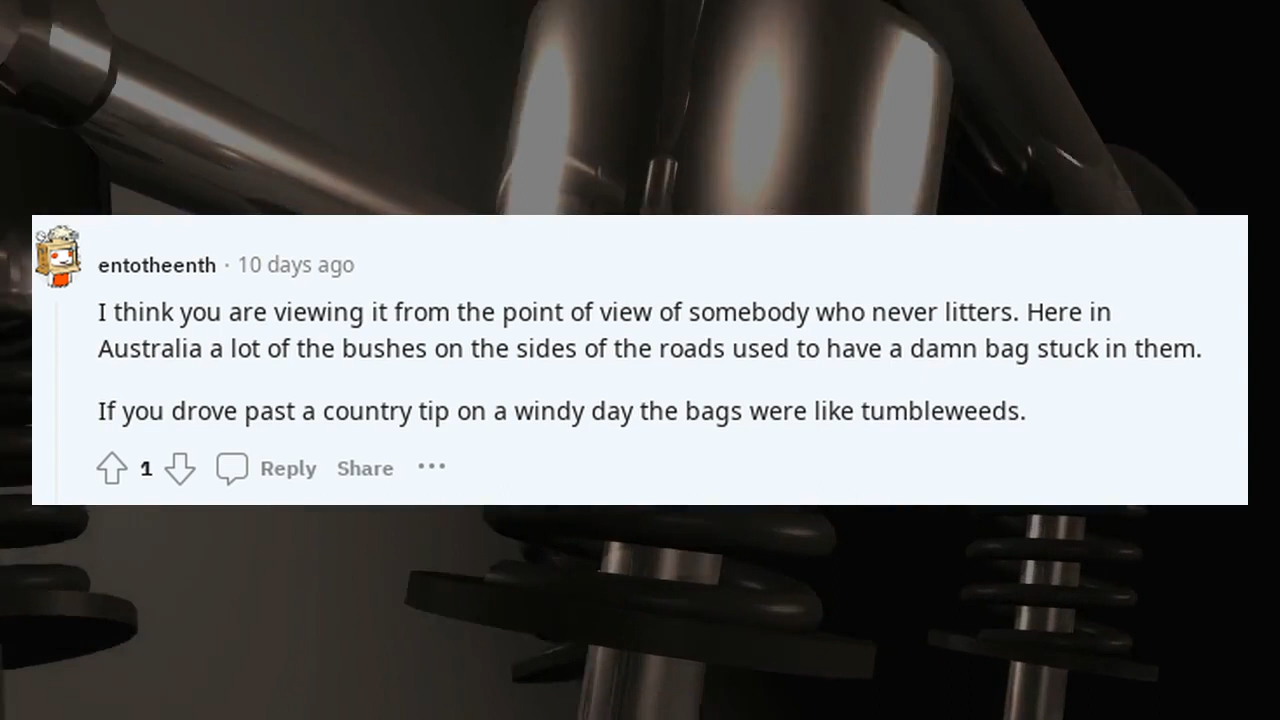 entotheenth · 10 days ago
I think you are viewing it from the point of view of somebody who never litters. Here in
Australia a lot of the bushes on the sides of the roads used to have a damn bag stuck in them.
If you drove past a country tip on a windy day the bags were like tumbleweeds.
1 Reply Share ···